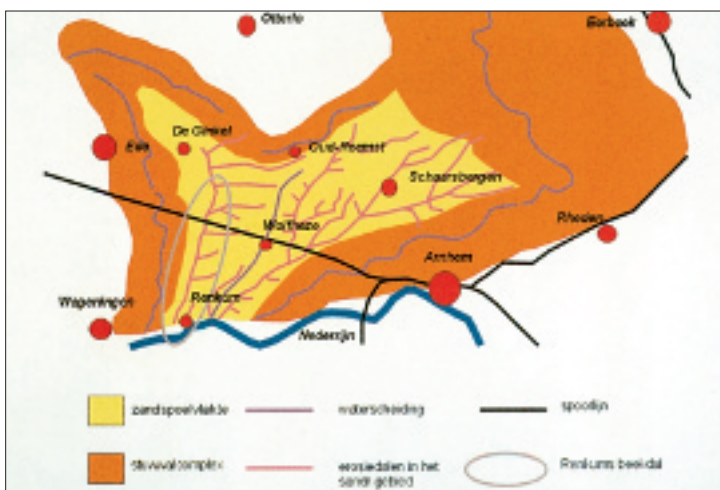 Otterlo
Eerbeek
De Ginkel
Ede
Oud-Reemst
Schaarsbergen
Rheden
Wolfheze
Arnhem
Wageningen
Renkum
Nederrijn
zandspoelvlakte
waterscheiding
spoorlijn
stuwwalcomplex
erosiedalen in het
sandr gebied
Renkums beekdal